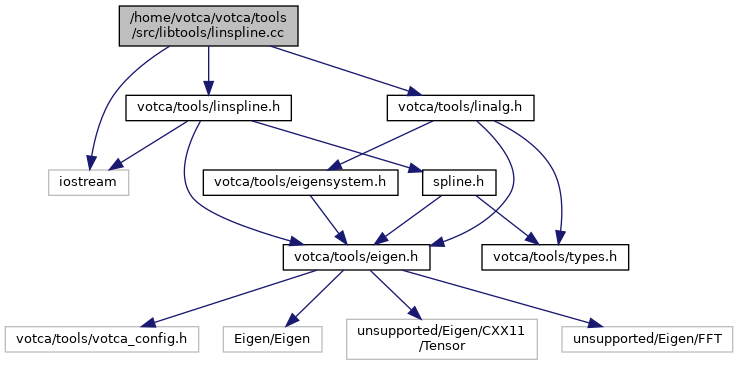 /home/votca/votca/tools
/src/libtools/linspline.cc
votca/tools/linspline.h
votca/tools/linalg.h
iostream
votca/tools/eigensystem.h
spline.h
votca/tools/eigen.h
votca/tools/types.h
votca/tools/votca_config.h
Eigen/Eigen
unsupported/Eigen/CXX11
/Tensor
unsupported/Eigen/FFT